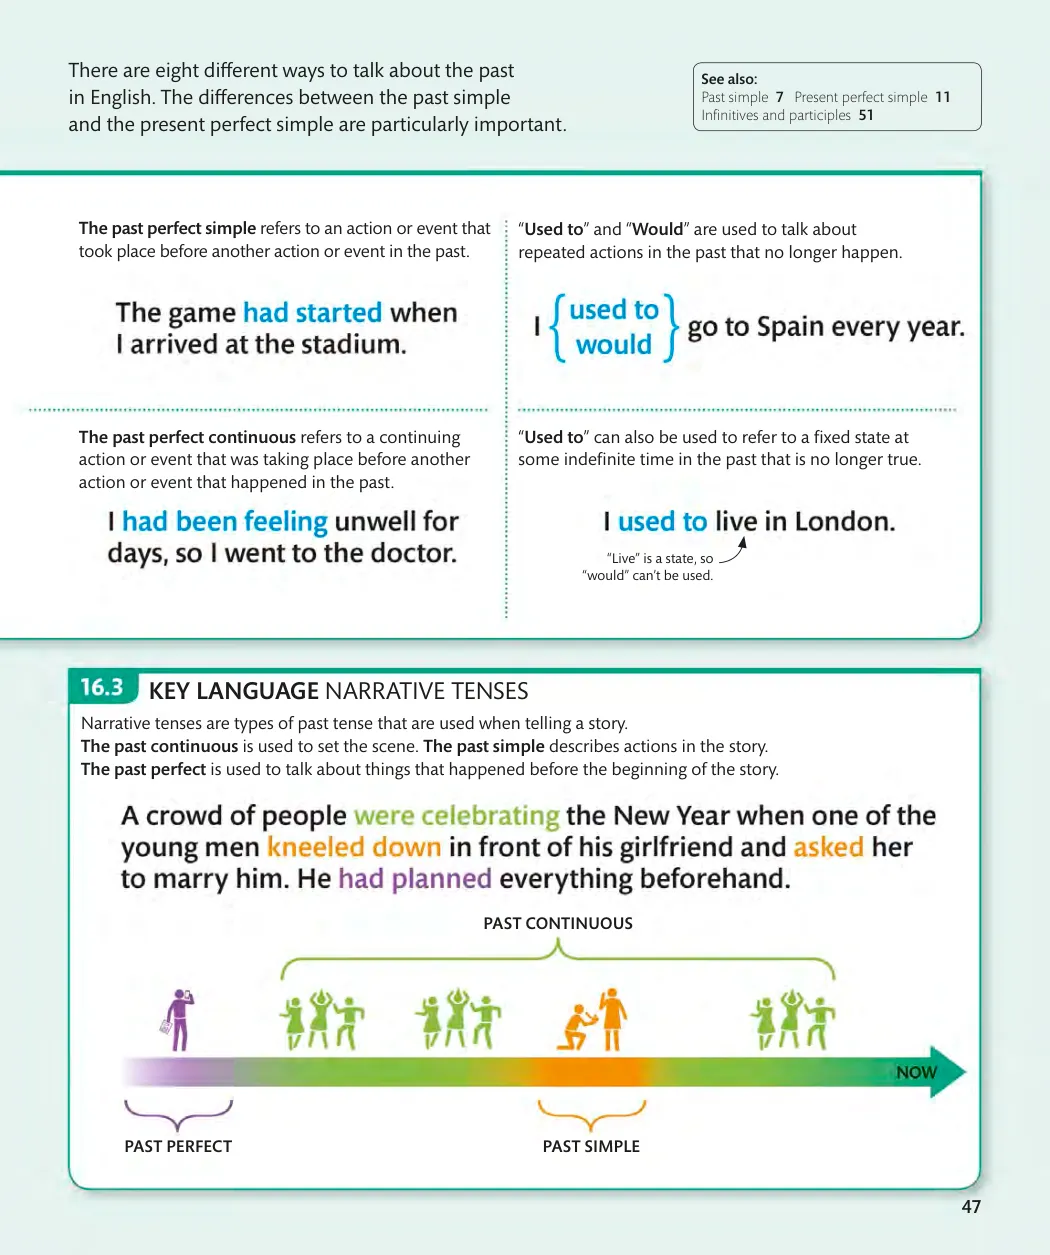 There are eight different ways to talk about the past
in English. The differences between the past simple
and the present perfect simple are particularly important.
See also:
Past simple 7 Present perfect simple 11
Infinitives and participles 51
The past perfect simple refers to an action or event that
took place before another action or event in the past.
The game had started when
I arrived at the stadium.
“Used to” and “Would” are used to talk about
repeated actions in the past that no longer happen.
I { used to
would } go to Spain every year.
The past perfect continuous refers to a continuing
action or event that was taking place before another
action or event that happened in the past.
I had been feeling unwell for
days, so I went to the doctor.
“Used to” can also be used to refer to a fixed state at
some indefinite time in the past that is no longer true.
I used to live in London.
“Live” is a state, so
“would” can’t be used.
16.3 KEY LANGUAGE NARRATIVE TENSES
Narrative tenses are types of past tense that are used when telling a story.
The past continuous is used to set the scene. The past simple describes actions in the story.
The past perfect is used to talk about things that happened before the beginning of the story.
A crowd of people were celebrating the New Year when one of the
young men kneeled down in front of his girlfriend and asked her
to marry him. He had planned everything beforehand.
PAST CONTINUOUS
NOW
PAST PERFECT
PAST SIMPLE
47